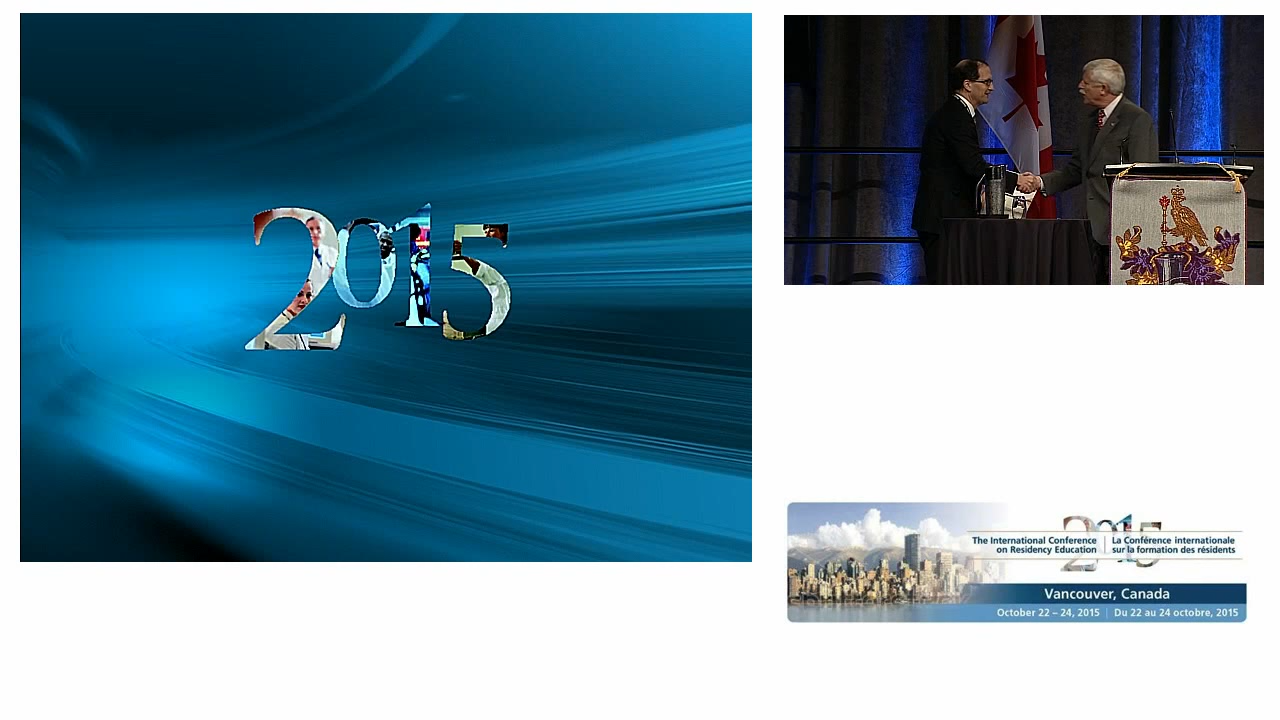 2015
2015
The International Conference
on Residency Education
La Conférence internationale
sur la formation des résidents
Vancouver, Canada
October 22 – 24, 2015 | Du 22 au 24 octobre, 2015